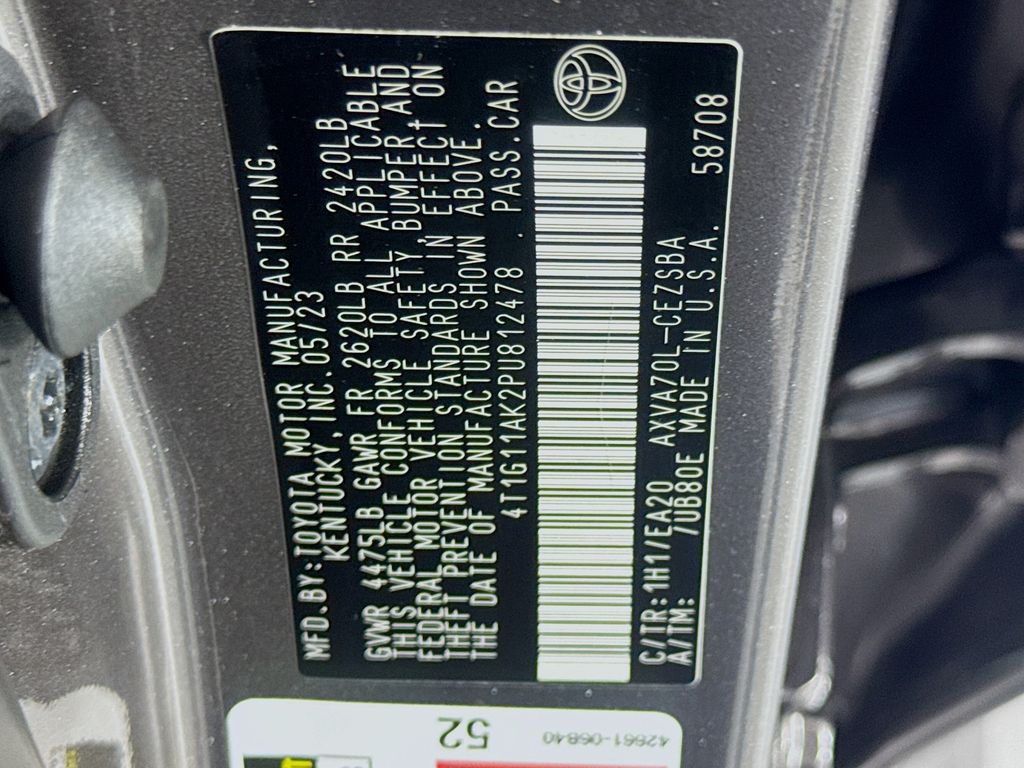 MFD.BY:TOYOTA MOTOR MANUFACTURING,
KENTUCKY, INC.05/23
GVWR 4475LB GAWR FR 2620LB RR 2420LB
THIS VEHICLE CONFORMS TO ALL APPLICABLE
FEDERAL MOTOR VEHICLE SAFETY,BUMPER,AND
THEFT PREVENTION STANDARDS IN EFFECT ON
THE DATE OF MANUFACTURE SHOWN ABOVE.
4T1G11AK2PU812478 . PASS.CAR
C/TR:1H1/EA20 AXVA70L-CEZSBA
A/TM: /UB80E MADE IN U.S.A. 58708
52
42661-06840